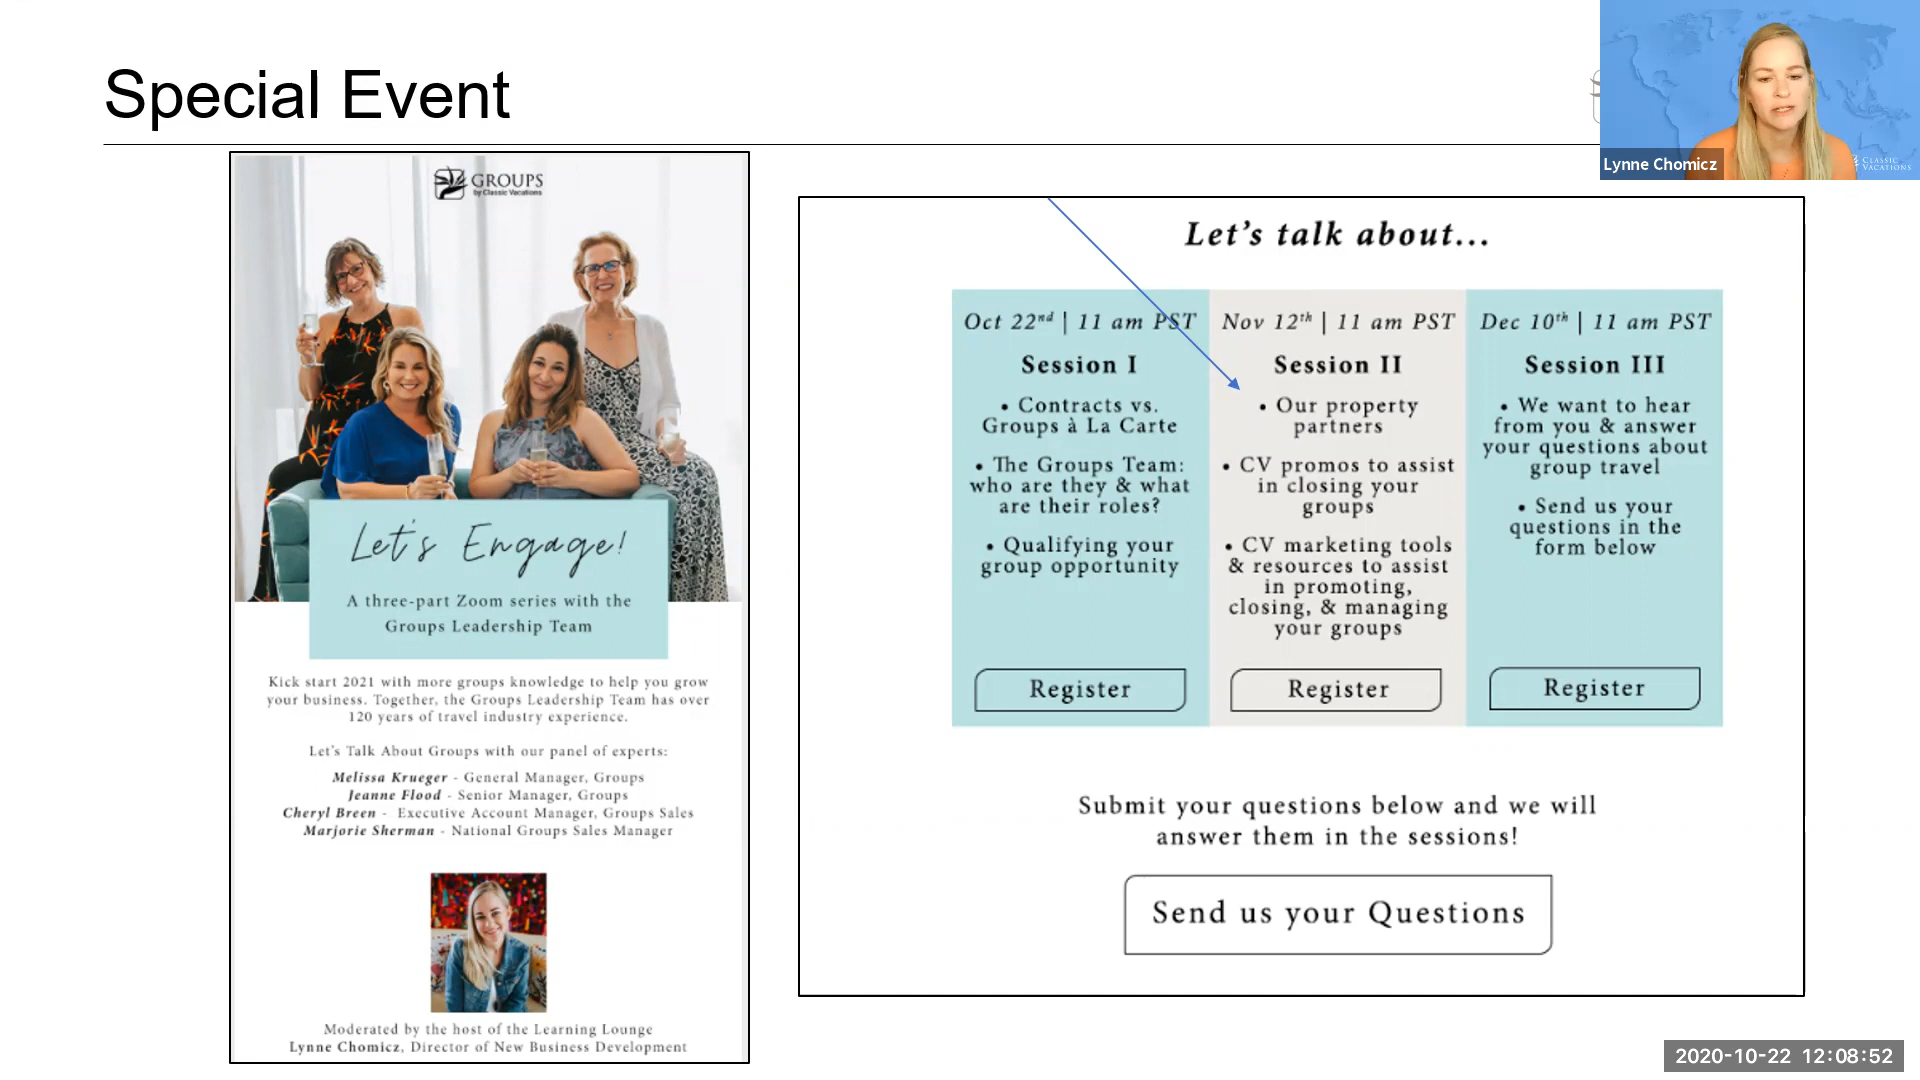 Special Event
Lynne Chomicz
CLASSIC
VACATIONS
GROUPS
by Classic Vacations
Let's Engage!
A three-part Zoom series with the
Groups Leadership Team
Kick start 2021 with more groups knowledge to help you grow
your business. Together, the Groups Leadership Team has over
120 years of travel industry experience.
Let's Talk About Groups with our panel of experts:
Melissa Krueger - General Manager, Groups
Jeanne Flood - Senior Manager, Groups
Cheryl Breen - Executive Account Manager, Groups Sales
Marjorie Sherman - National Groups Sales Manager
Moderated by the host of the Learning Lounge
Lynne Chomicz, Director of New Business Development
Let's talk about...
Oct 22nd | 11 am PST
Session I
• Contracts vs.
Groups à La Carte
• The Groups Team:
who are they & what
are their roles?
• Qualifying your
group opportunity
Register
Nov 12th | 11 am PST
Session II
• Our property
partners
• CV promos to assist
in closing your
groups
• CV marketing tools
& resources to assist
in promoting,
closing, & managing
your groups
Register
Dec 10th | 11 am PST
Session III
• We want to hear
from you & answer
your questions about
group travel
• Send us your
questions in the
form below
Register
Submit your questions below and we will
answer them in the sessions!
Send us your Questions
2020-10-22 12:08:52